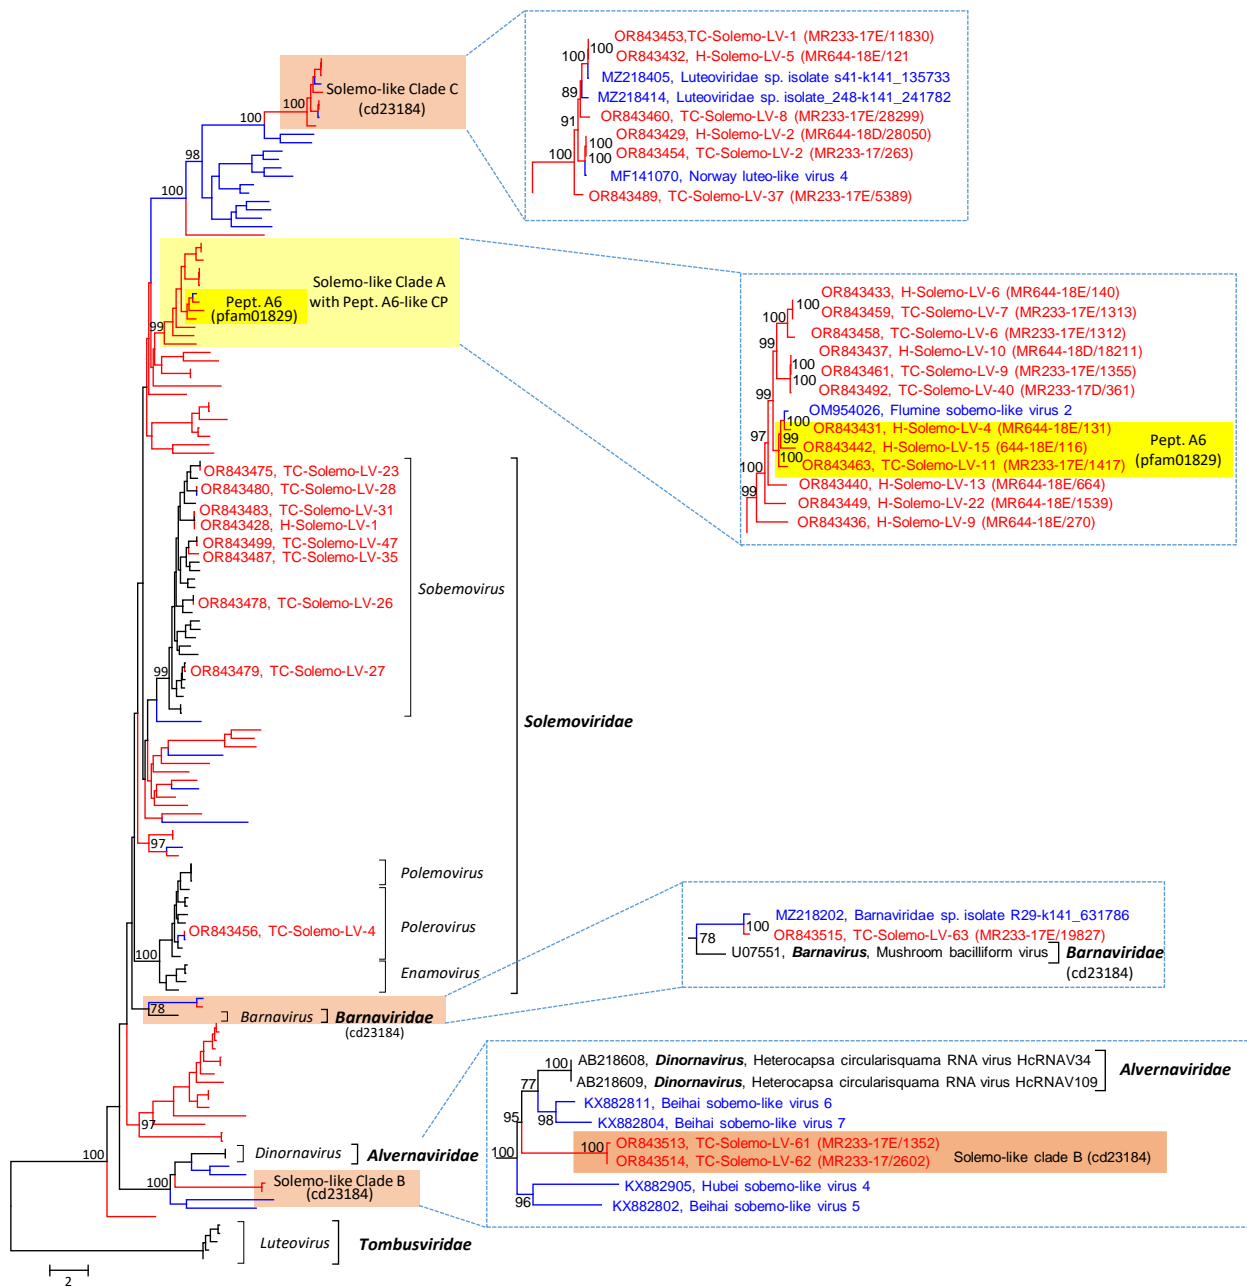 100
98
100
100
Solemo-like Clade C
(cd23184)
100
100
89
91
100
100
100
OR843453,TC-Solemo-LV-1 (MR233-17E/11830)
OR843432, H-Solemo-LV-5 (MR644-18E/121
MZ218405, Luteoviridae sp. isolate s41-k141_135733
MZ218414, Luteoviridae sp. isolate_248-k141_241782
OR843460, TC-Solemo-LV-8 (MR233-17E/28299)
OR843429, H-Solemo-LV-2 (MR644-18D/28050)
OR843454, TC-Solemo-LV-2 (MR233-17/263)
MF141070, Norway luteo-like virus 4
OR843489, TC-Solemo-LV-37 (MR233-17E/5389)
Solemo-like Clade A
with Pept. A6-like CP
Pept. A6
(pfam01829)
99
100
100
99
100
100
99
97
100
99
100
99
100
OR843433, H-Solemo-LV-6 (MR644-18E/140)
OR843459, TC-Solemo-LV-7 (MR233-17E/1313)
OR843458, TC-Solemo-LV-6 (MR233-17E/1312)
OR843437, H-Solemo-LV-10 (MR644-18D/18211)
OR843461, TC-Solemo-LV-9 (MR233-17E/1355)
OR843492, TC-Solemo-LV-40 (MR233-17D/361)
OM954026, Flumine sobemo-like virus 2
OR843431, H-Solemo-LV-4 (MR644-18E/131)
OR843442, H-Solemo-LV-15 (644-18E/116)
OR843463, TC-Solemo-LV-11 (MR233-17E/1417)
OR843440, H-Solemo-LV-13 (MR644-18E/664)
OR843449, H-Solemo-LV-22 (MR644-18E/1539)
OR843436, H-Solemo-LV-9 (MR644-18E/270)
Pept. A6
(pfam01829)
OR843475, TC-Solemo-LV-23
OR843480, TC-Solemo-LV-28
OR843483, TC-Solemo-LV-31
OR843428, H-Solemo-LV-1
OR843499, TC-Solemo-LV-47
OR843487, TC-Solemo-LV-35
OR843478, TC-Solemo-LV-26
99
OR843479, TC-Solemo-LV-27
Sobemovirus
Solemoviridae
97
Polemovirus
OR843456, TC-Solemo-LV-4
Polerovirus
100
Enamovirus
78
Barnavirus
Barnaviridae
(cd23184)
100
78
MZ218202, Barnaviridae sp. isolate R29-k141_631786
OR843515, TC-Solemo-LV-63 (MR233-17E/19827)
U07551, Barnavirus, Mushroom bacilliform virus
Barnaviridae
(cd23184)
97
100
Dinornavirus
Alvernaviridae
100
Solemo-like Clade B
(cd23184)
100
77
95
98
100
100
96
AB218608, Dinornavirus, Heterocapsa circularisquama RNA virus HcRNAV34
AB218609, Dinornavirus, Heterocapsa circularisquama RNA virus HcRNAV109
Alvernaviridae
KX882811, Beihai sobemo-like virus 6
KX882804, Beihai sobemo-like virus 7
OR843513, TC-Solemo-LV-61 (MR233-17E/1352)
OR843514, TC-Solemo-LV-62 (MR233-17/2602)
Solemo-like clade B (cd23184)
KX882905, Hubei sobemo-like virus 4
KX882802, Beihai sobemo-like virus 5
Luteovirus
Tombusviridae
2